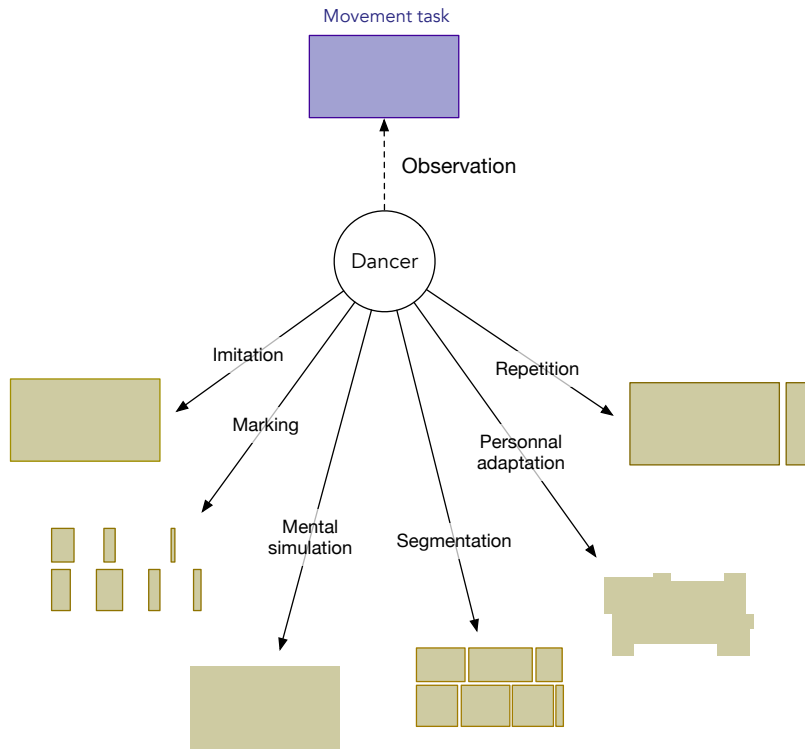 Movement task
Observation
Dancer
Imitation
Repetition
Marking
Personnal
adaptation
Mental
simulation
Segmentation